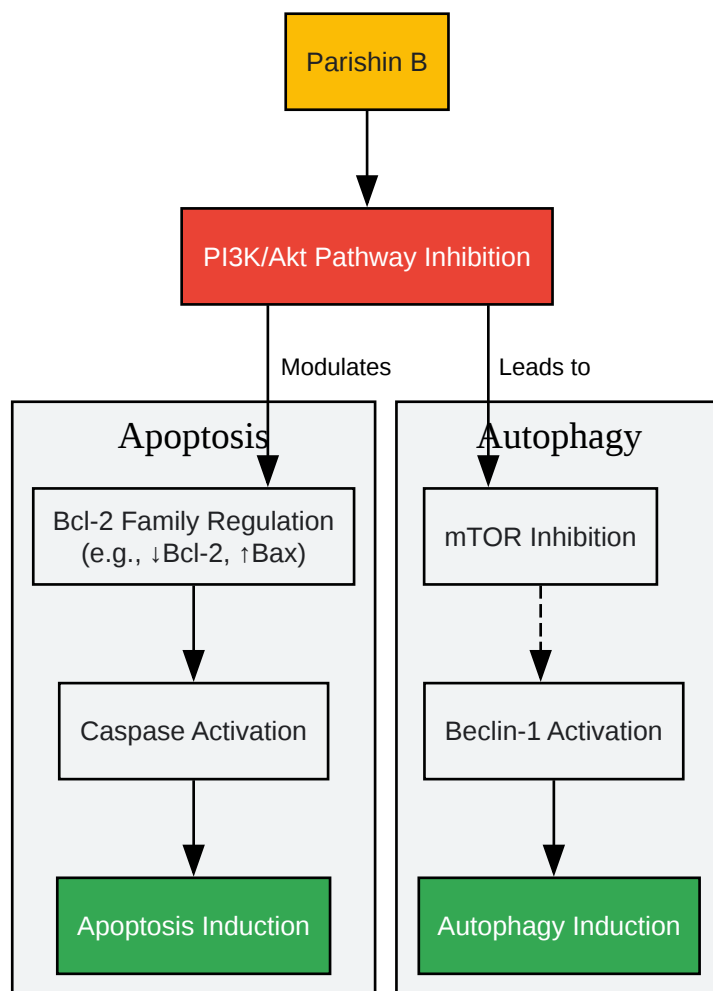 Parishin B
PI3K/Akt Pathway Inhibition
Modulates
Leads to
Apoptosis
Autophagy
Bcl-2 Family Regulation
(e.g., ↓Bcl-2, ↑Bax)
mTOR Inhibition
Caspase Activation
Beclin-1 Activation
Apoptosis Induction
Autophagy Induction